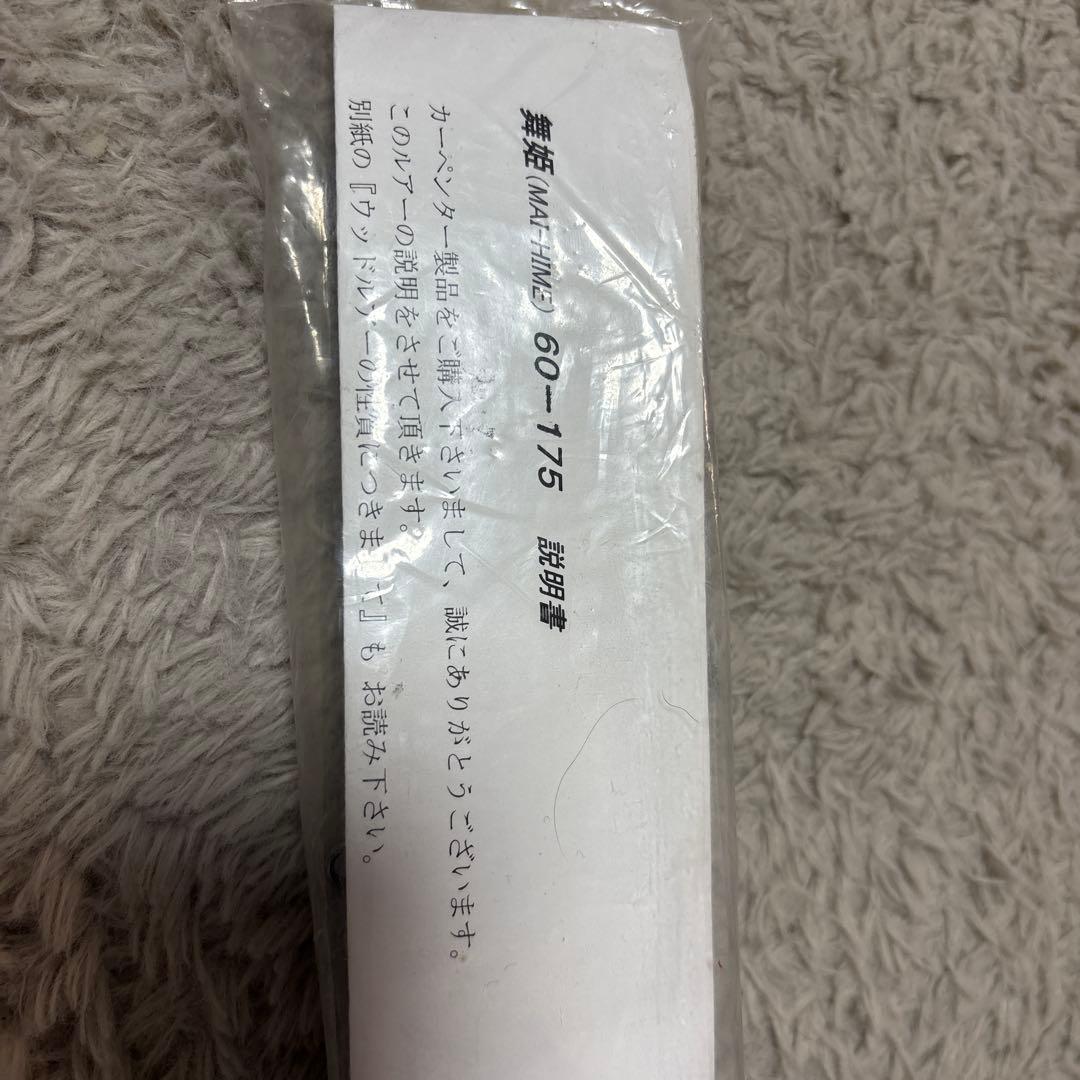 舞姫(MAI-HIME) 60ー175 説明書
カーペンター製品をご購入下さいまして、誠にありがとうございます。
このルアーの説明をさせて頂きます。
別紙の『ウッドルアーの性質につきまして』も お読み下さい。